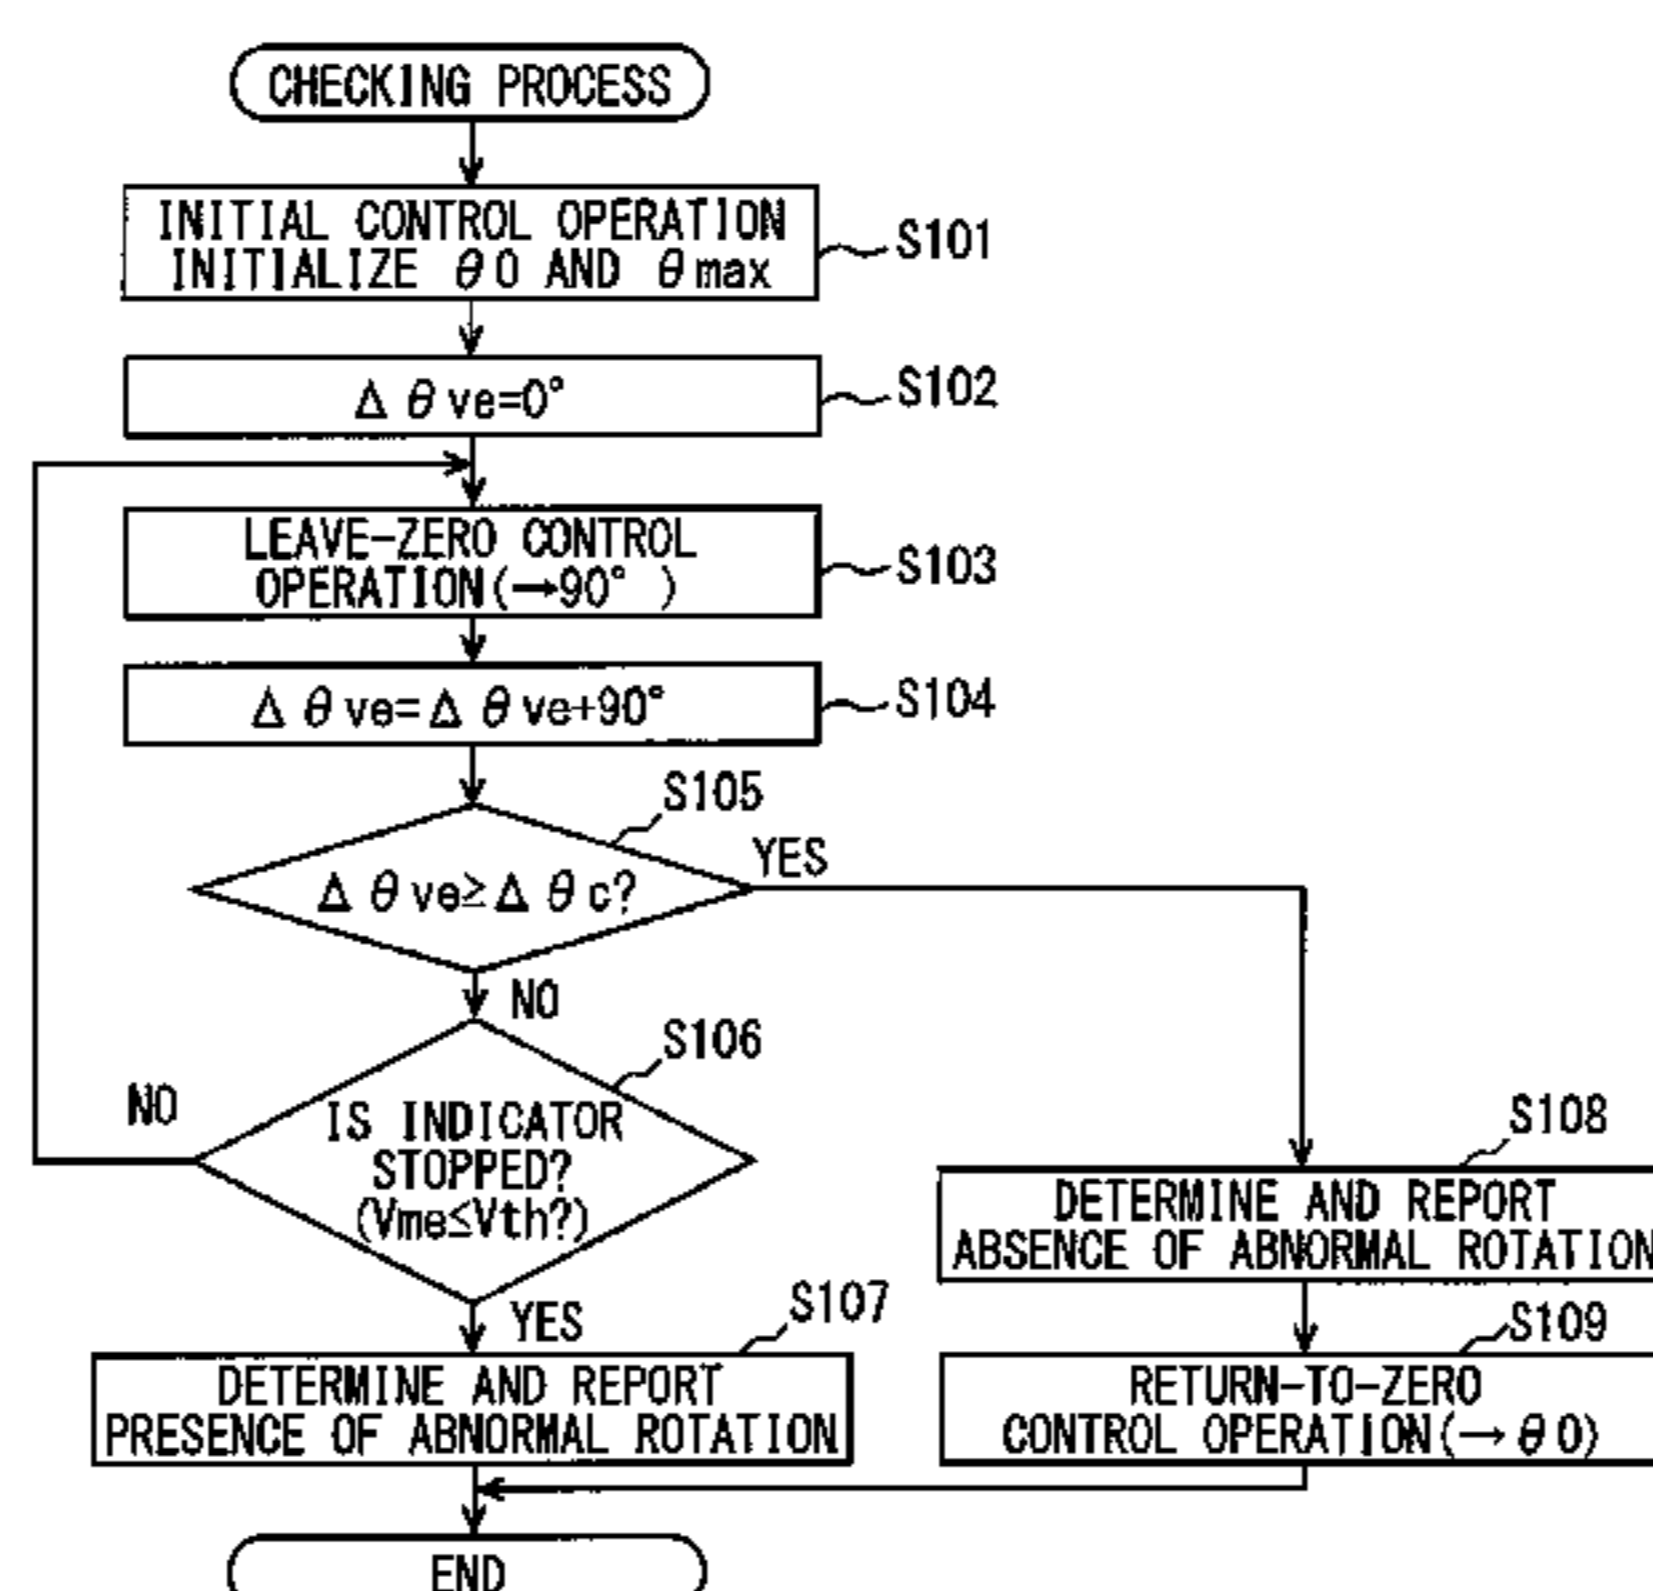 CHECKING PROCESS
INITIAL CONTROL OPERATION
INITIALIZE θ0 AND θmax
S101
Δθve=0°
S102
LEAVE-ZERO CONTROL
OPERATION(→90° )
S103
Δθve=Δθve+90°
S104
S105
Δθve≥Δθc?
YES
NO
S106
IS INDICATOR
STOPPED?
(Vme≤Vth?)
NO
YES
S107
DETERMINE AND REPORT
PRESENCE OF ABNORMAL ROTATION
S108
DETERMINE AND REPORT
ABSENCE OF ABNORMAL ROTATION
S109
RETURN-TO-ZERO
CONTROL OPERATION(→θ0)
END